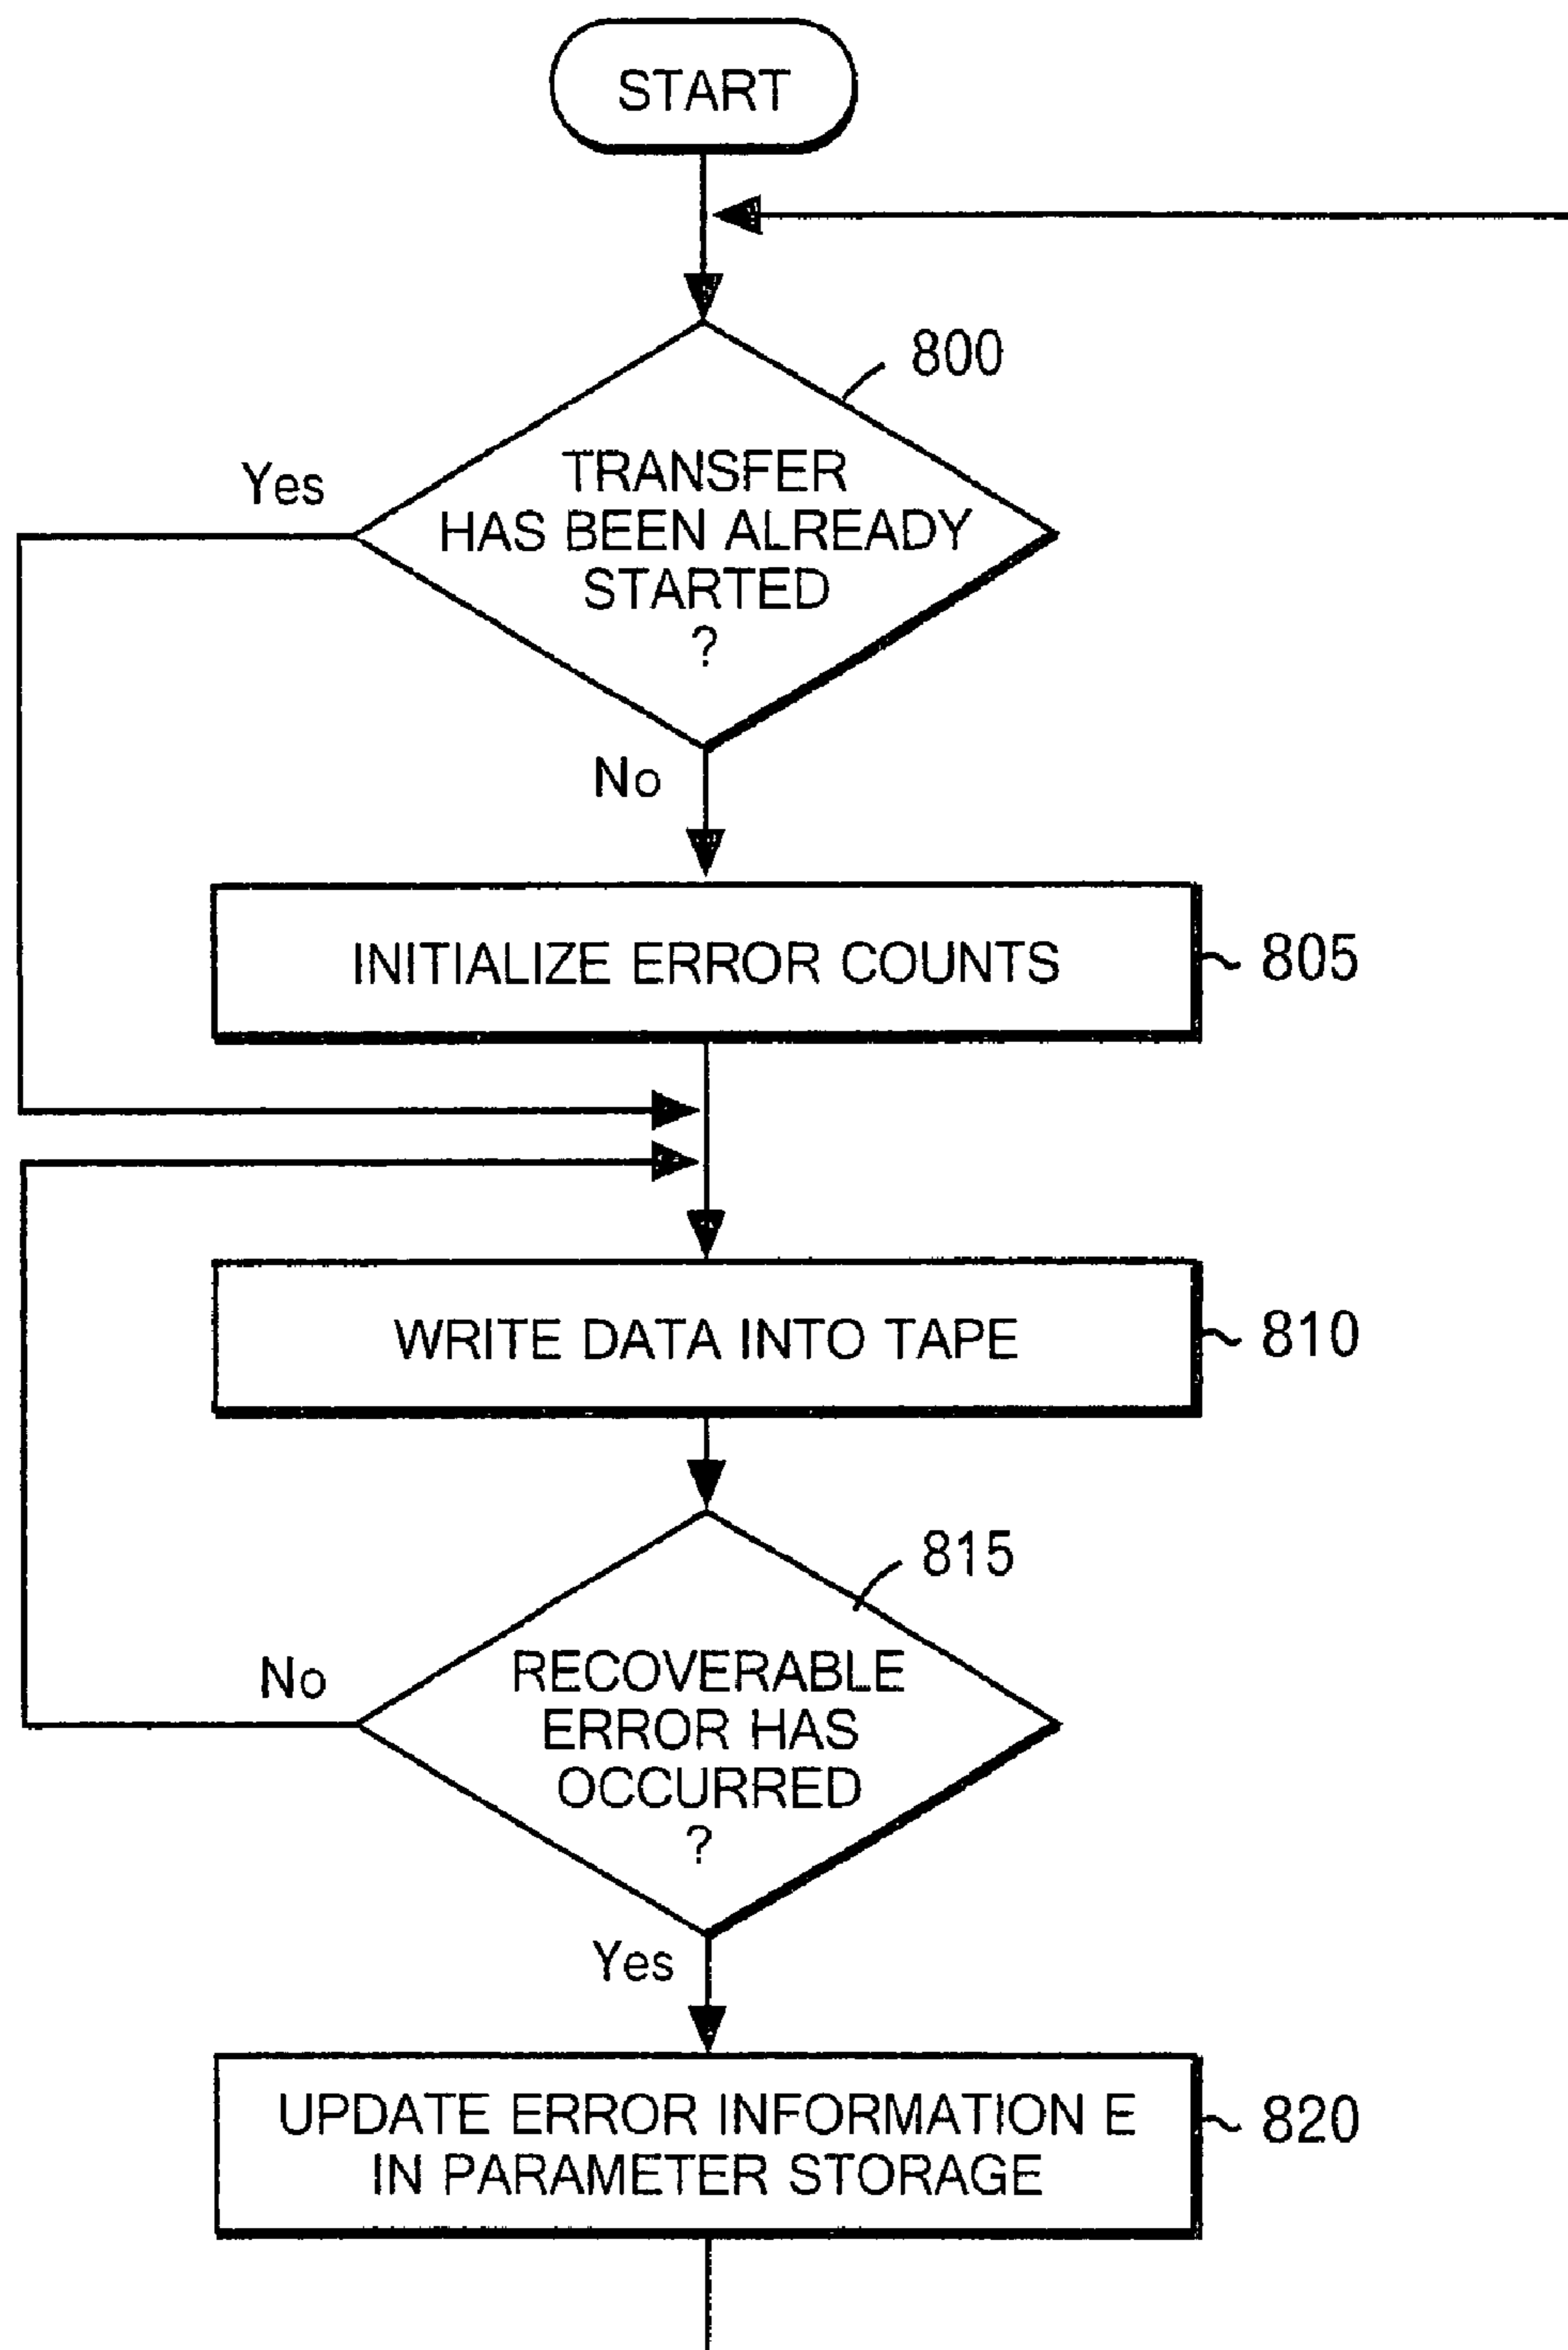 START
800
TRANSFER
HAS BEEN ALREADY
STARTED
?
Yes
No
INITIALIZE ERROR COUNTS
805
WRITE DATA INTO TAPE
810
815
RECOVERABLE
ERROR HAS
OCCURRED
?
No
Yes
UPDATE ERROR INFORMATION E
IN PARAMETER STORAGE
820